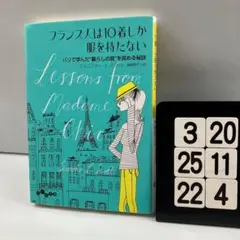 フランス人は10着しか
服を持たない
パリで学んだ“暮らしの質”を高める秘訣
Lessons from
Madame
Chic
3 20
25 11
22 4